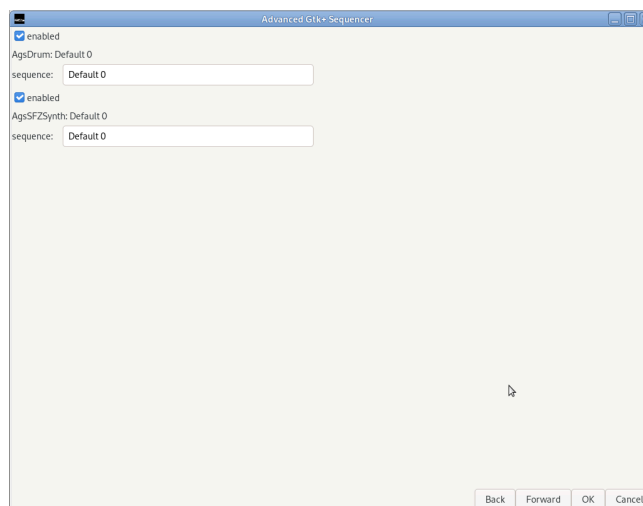 Advanced Gtk+ Sequencer
enabled
AgsDrum: Default 0
sequence: Default 0
enabled
AgsSFZSynth: Default 0
sequence: Default 0
Back Forward OK Cancel